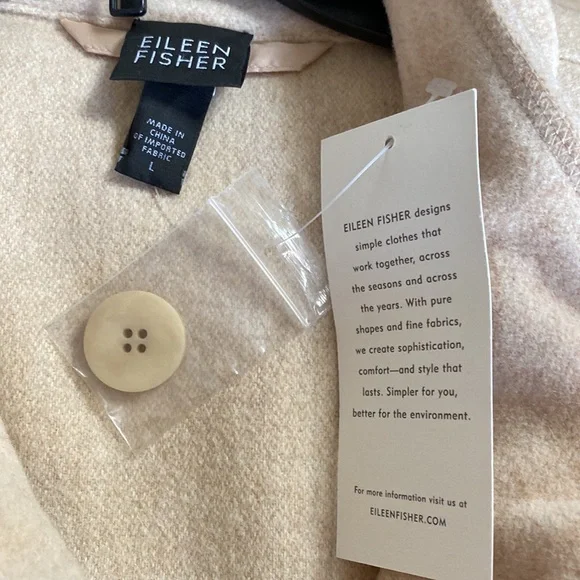 EILEEN
FISHER
MADE IN
CHINA
OF IMPORTED
FABRIC
L
EILEEN FISHER designs
simple clothes that
work together, across
the seasons and across
the years. With pure
shapes and fine fabrics,
we create sophistication,
comfort—and style that
lasts. Simpler for you,
better for the environment.
For more information visit us at
EILEENFISHER.COM